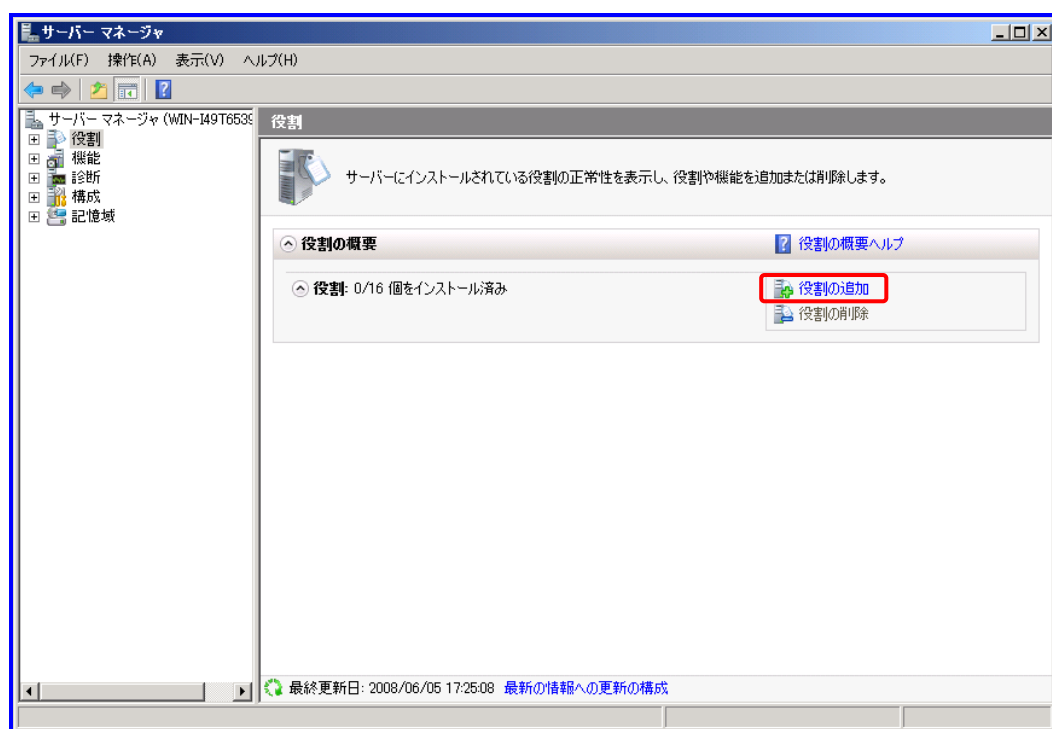 サーバー マネージャ
ファイル(F) 操作(A) 表示(V) ヘルプ(H)
サーバー マネージャ (WIN-I49T6539
役割
機能
診断
構成
記憶域
役割
サーバーにインストールされている役割の正常性を表示し、役割や機能を追加または削除します。
役割の概要
役割の概要ヘルプ
役割: 0/16 個をインストール済み
役割の追加
役割の削除
最終更新日: 2008/06/05 17:25:08 最新の情報への更新の構成